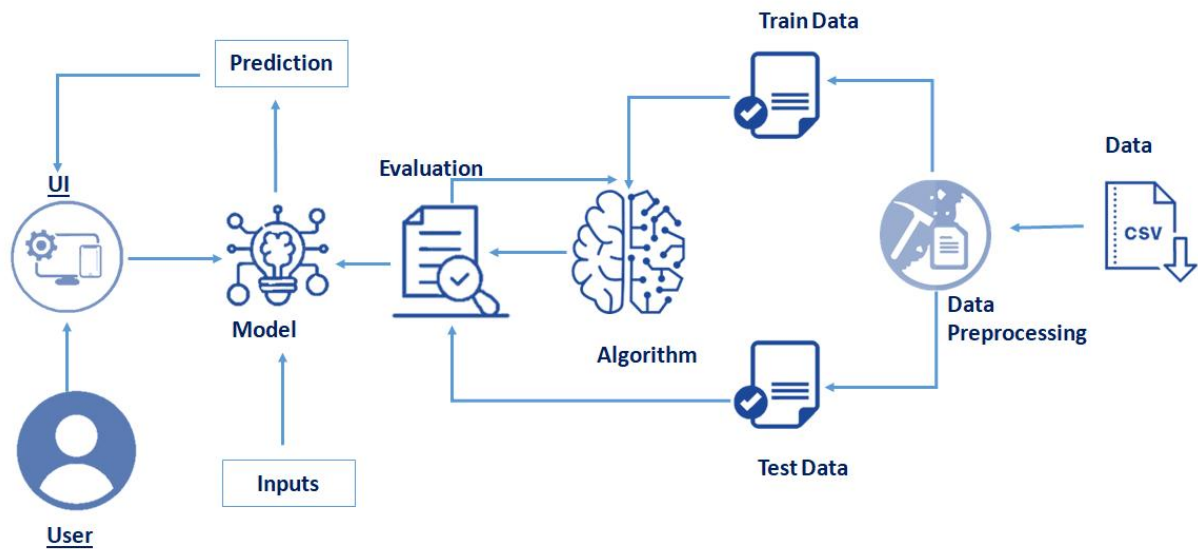 Train Data
Prediction
Evaluation
Data
UI
CSV
Model
Data
Preprocessing
Algorithm
Inputs
Test Data
User